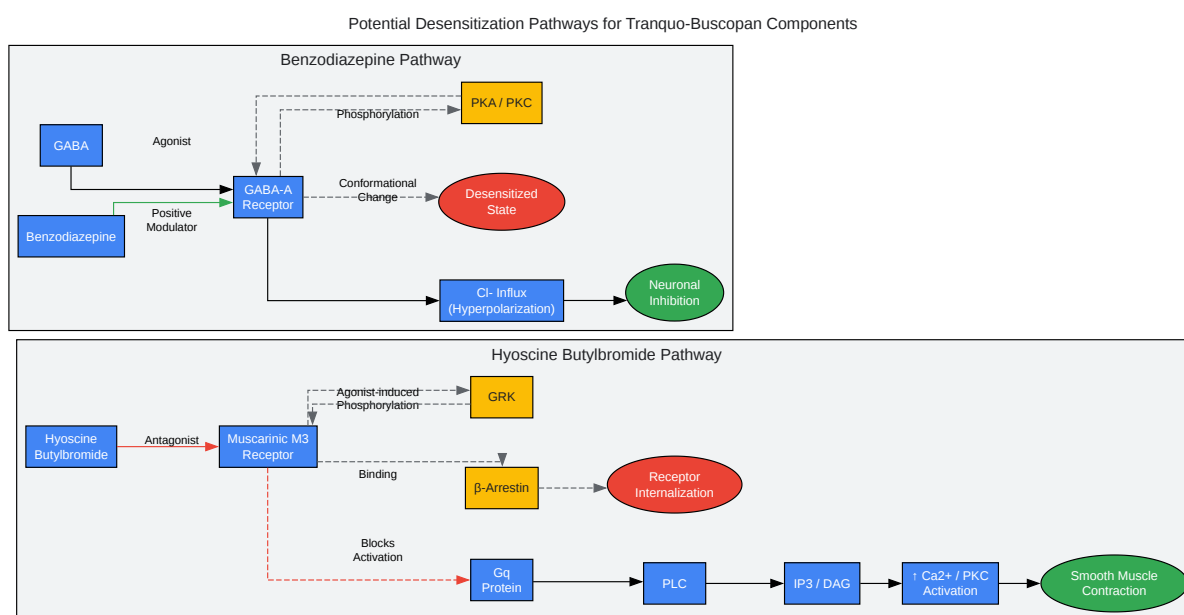 Potential Desensitization Pathways for Tranquo-Buscopan Components
Benzodiazepine Pathway
PKA / PKC
Phosphorylation
GABA
Agonist
GABA-A
Receptor
Conformational
Change
Desensitized
State
Benzodiazepine
Positive
Modulator
Cl- Influx
(Hyperpolarization)
Neuronal
Inhibition
Hyoscine Butylbromide Pathway
Agonist-induced
Phosphorylation
GRK
Hyoscine
Butylbromide
Antagonist
Muscarinic M3
Receptor
Binding
β-Arrestin
Receptor
Internalization
Blocks
Activation
Gq
Protein
PLC
IP3 / DAG
↑ Ca2+ / PKC
Activation
Smooth Muscle
Contraction